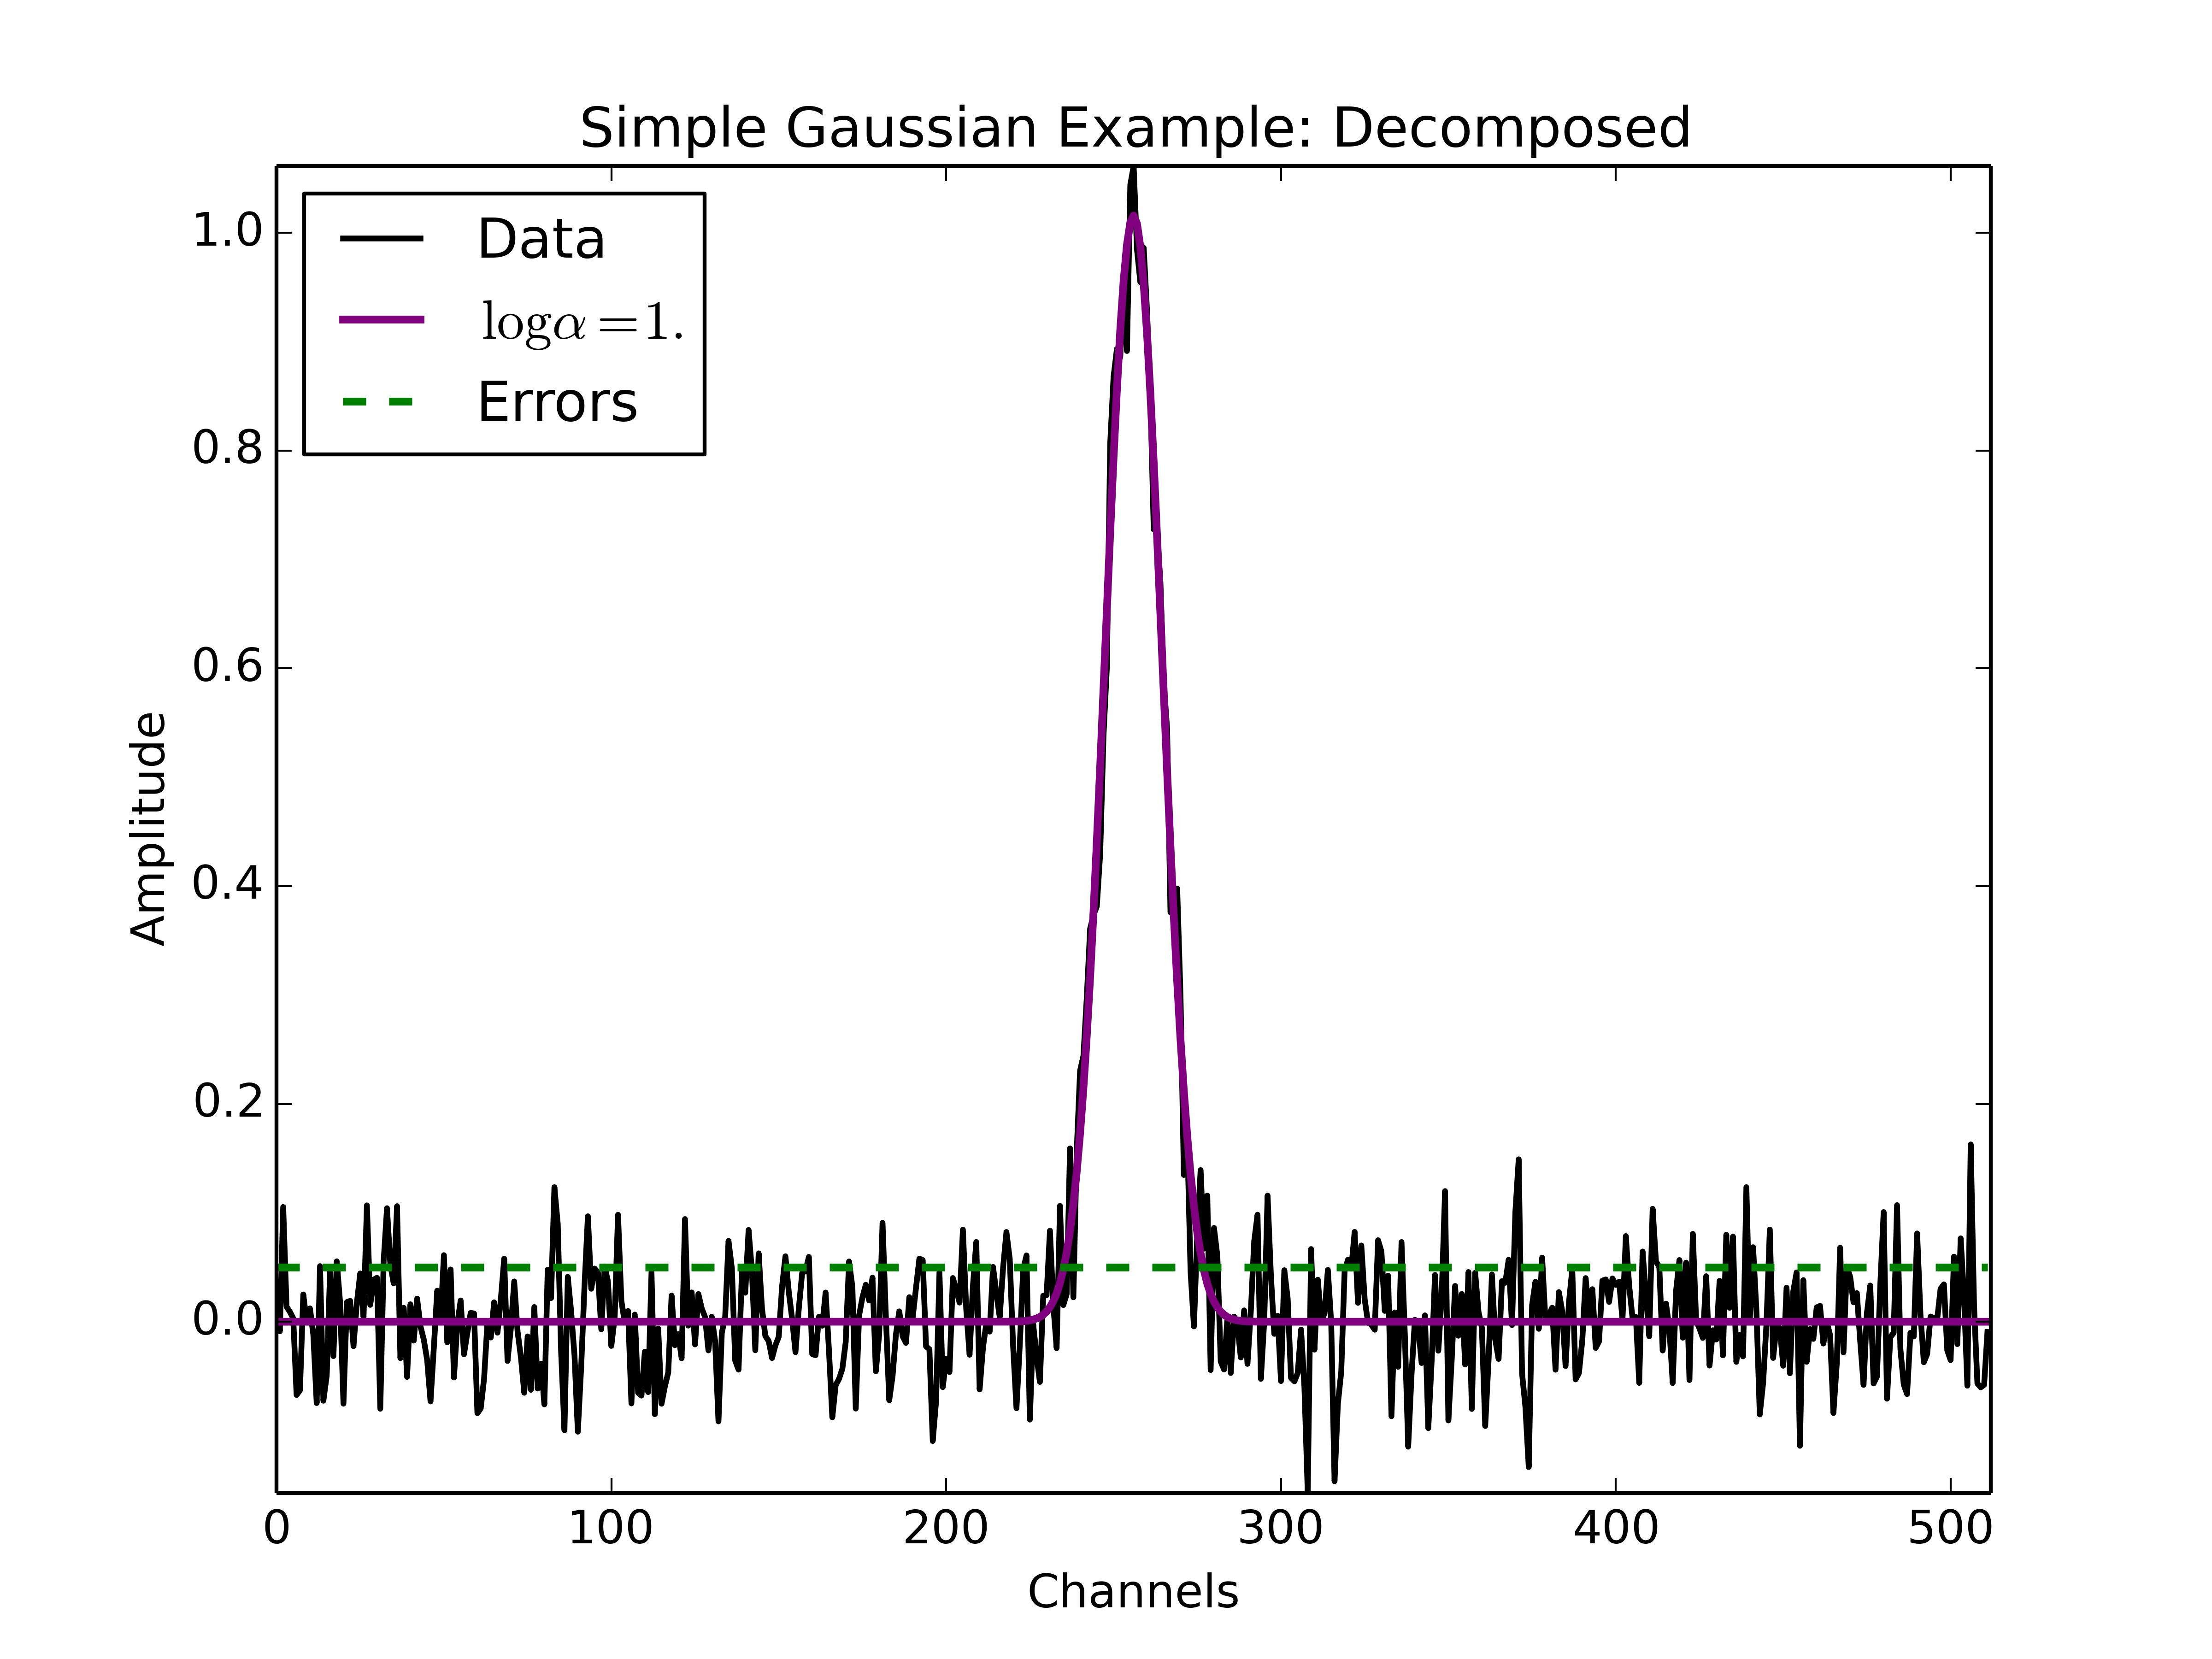 Simple Gaussian Example: Decomposed
Data
logα=1.
Errors
1.0
0.8
0.6
0.4
0.2
0.0
Amplitude
0 100 200 300 400 500
Channels